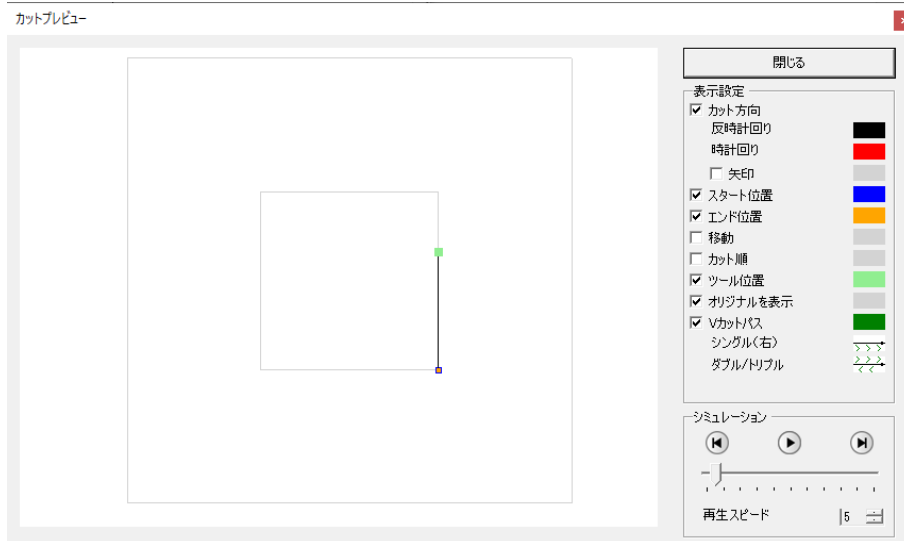 カットプレビュー
閉じる
表示設定
カット方向
反時計回り
時計回り
矢印
スタート位置
エンド位置
移動
カット順
ツール位置
オリジナルを表示
Vカットパス
シングル(右)
ダブル/トリプル
シミュレーション
再生スピード 5